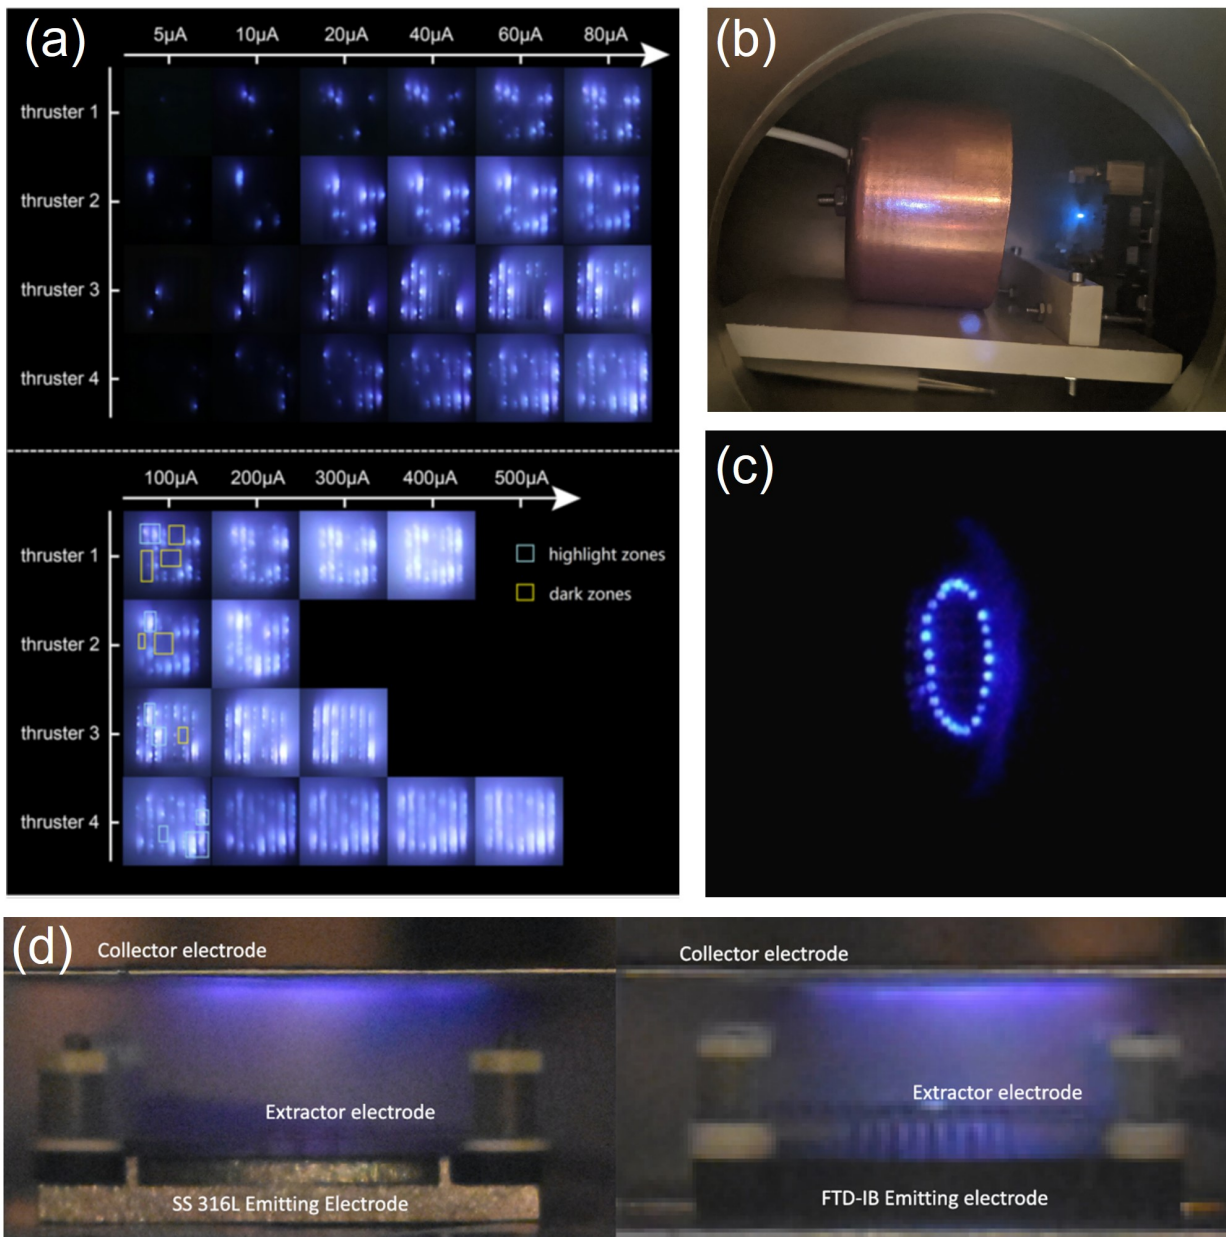 (a)
5μA 10μA 20μA 40μA 60μA 80μA
thruster 1
thruster 2
thruster 3
thruster 4
100μA 200μA 300μA 400μA 500μA
thruster 1
highlight zones
dark zones
thruster 2
thruster 3
thruster 4
(b)
(c)
(d)
Collector electrode
Extractor electrode
SS 316L Emitting Electrode
Collector electrode
Extractor electrode
FTD-IB Emitting electrode